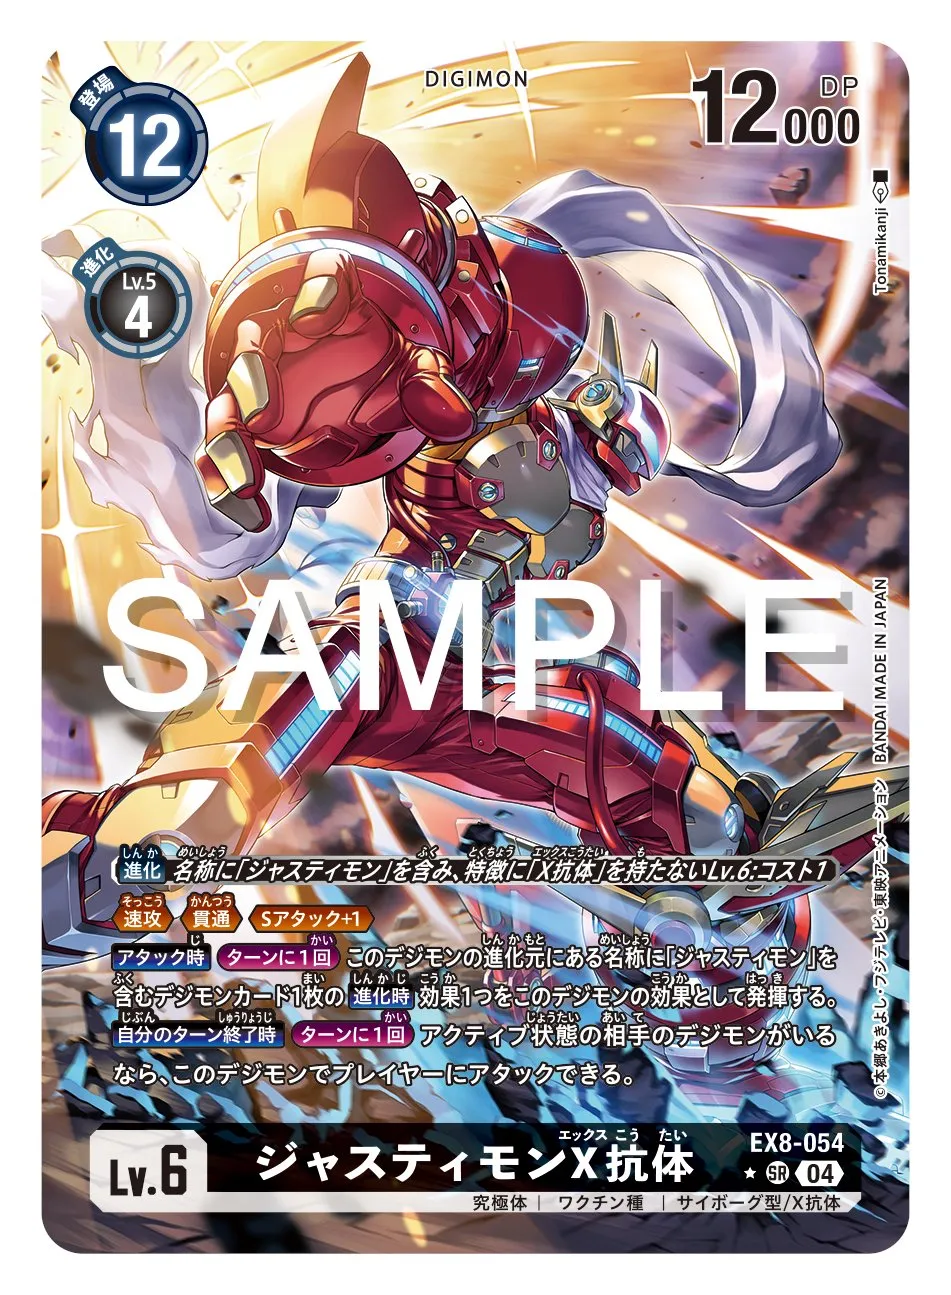 DIGIMON
登場
12
12000
DP
進化
Lv.5
4
Tonamikanji
SAMPLE
BANDAI MADE IN JAPAN
©本郷あきよし・フジテレビ・東映アニメーション
進化 名称に「ジャスティモン」を含み、特徴に「X抗体」を持たないLv.6:コスト1
速攻 貫通 Sアタック+1
アタック時 ターンに1回 このデジモンの進化元にある名称に「ジャスティモン」を
含むデジモンカード1枚の 進化時 効果1つをこのデジモンの効果として発揮する。
自分のターン終了時 ターンに1回 アクティブ状態の相手のデジモンがいる
なら、このデジモンでプレイヤーにアタックできる。
Lv.6
ジャスティモンX抗体
EX8-054
SR 04
究極体 | ワクチン種 | サイボーグ型/X抗体